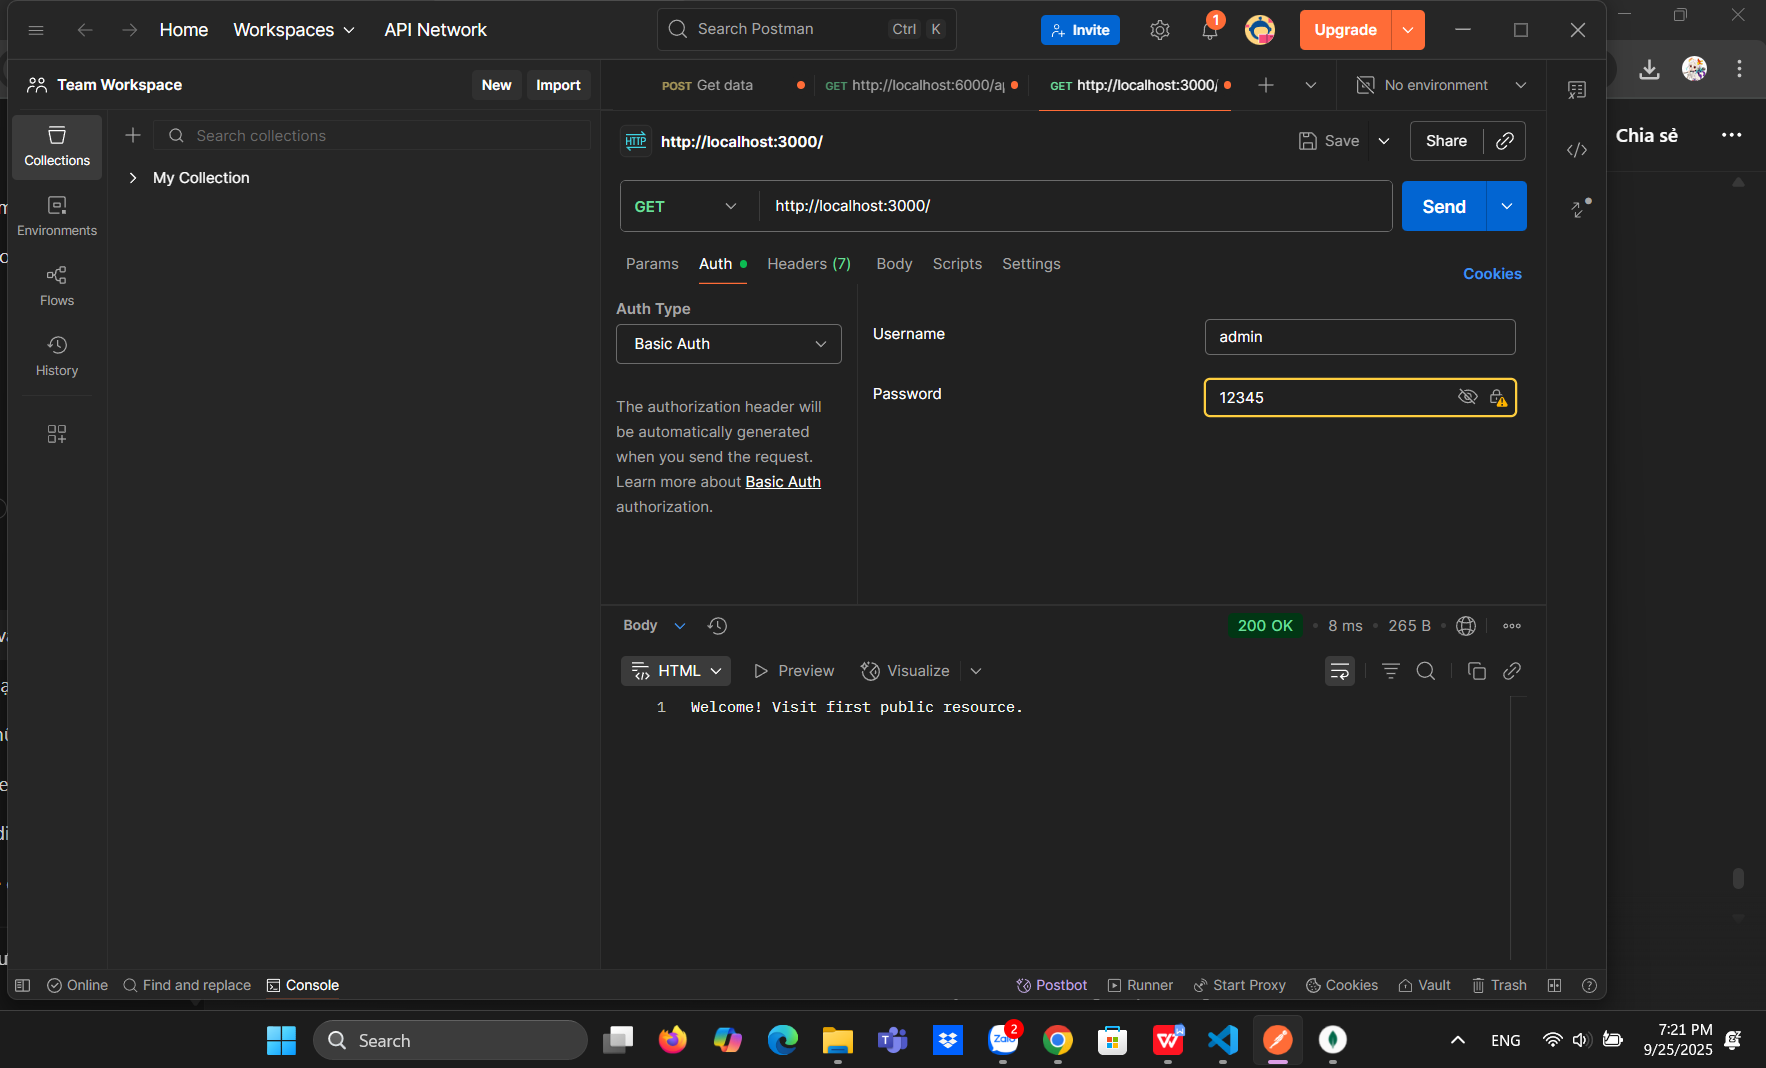 Home
Workspaces
API Network
Search Postman
Ctrl K
Invite
1
Upgrade
Team Workspace
New
Import
POST Get data
GET http://localhost:6000/a
GET http://localhost:3000/
No environment
Chia sẻ
Collections
Search collections
My Collection
Environments
Flows
History
HTTP
http://localhost:3000/
Save
Share
GET
http://localhost:3000/
Send
Params
Auth
Headers (7)
Body
Scripts
Settings
Cookies
Auth Type
Basic Auth
The authorization header will
be automatically generated
when you send the request.
Learn more about Basic Auth
authorization.
Username
admin
Password
12345
Body
200 OK
8 ms
265 B
HTML
Preview
Visualize
1 Welcome! Visit first public resource.
Online
Find and replace
Console
Postbot
Runner
Start Proxy
Cookies
Vault
Trash
Search
Zalo
2
ENG
7:21 PM
9/25/2025